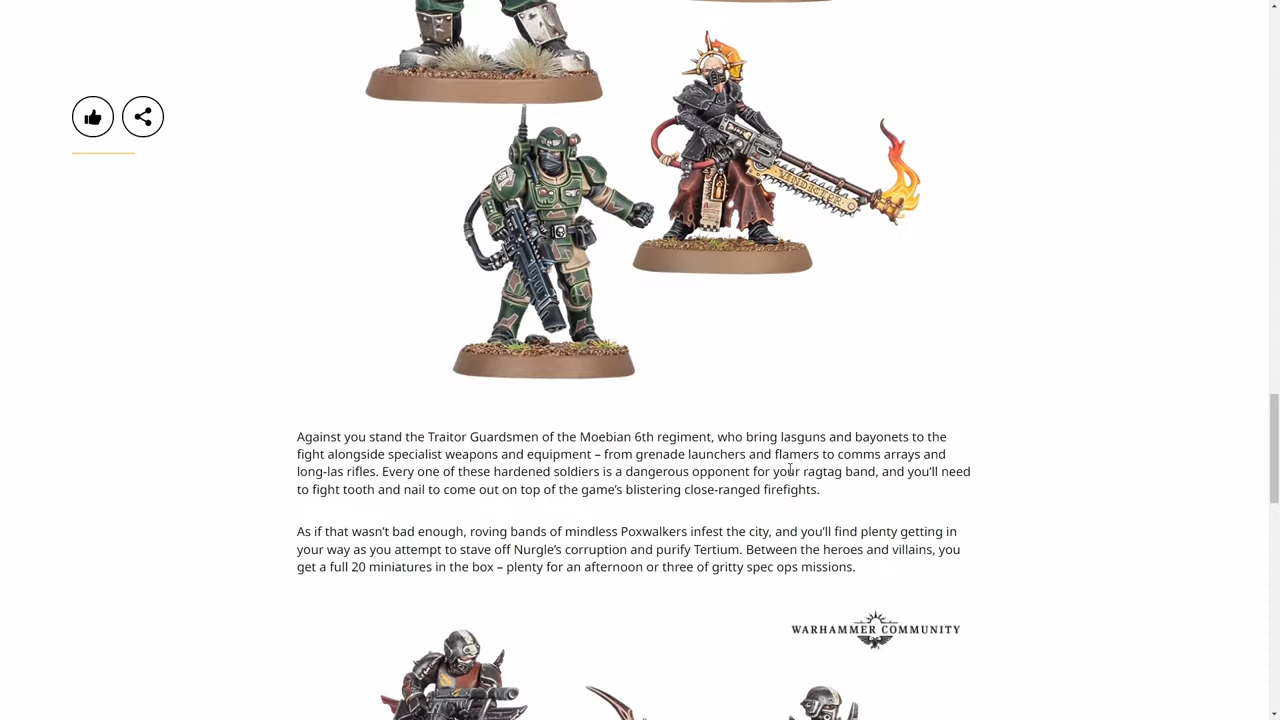 VINDICTER
Against you stand the Traitor Guardsmen of the Moebian 6th regiment, who bring lasguns and bayonets to the
fight alongside specialist weapons and equipment – from grenade launchers and flamers to comms arrays and
long-las rifles. Every one of these hardened soldiers is a dangerous opponent for your ragtag band, and you’ll need
to fight tooth and nail to come out on top of the game’s blistering close-ranged firefights.
As if that wasn’t bad enough, roving bands of mindless Poxwalkers infest the city, and you’ll find plenty getting in
your way as you attempt to stave off Nurgle’s corruption and purify Tertium. Between the heroes and villains, you
get a full 20 miniatures in the box – plenty for an afternoon or three of gritty spec ops missions.
WARHAMMER COMMUNITY